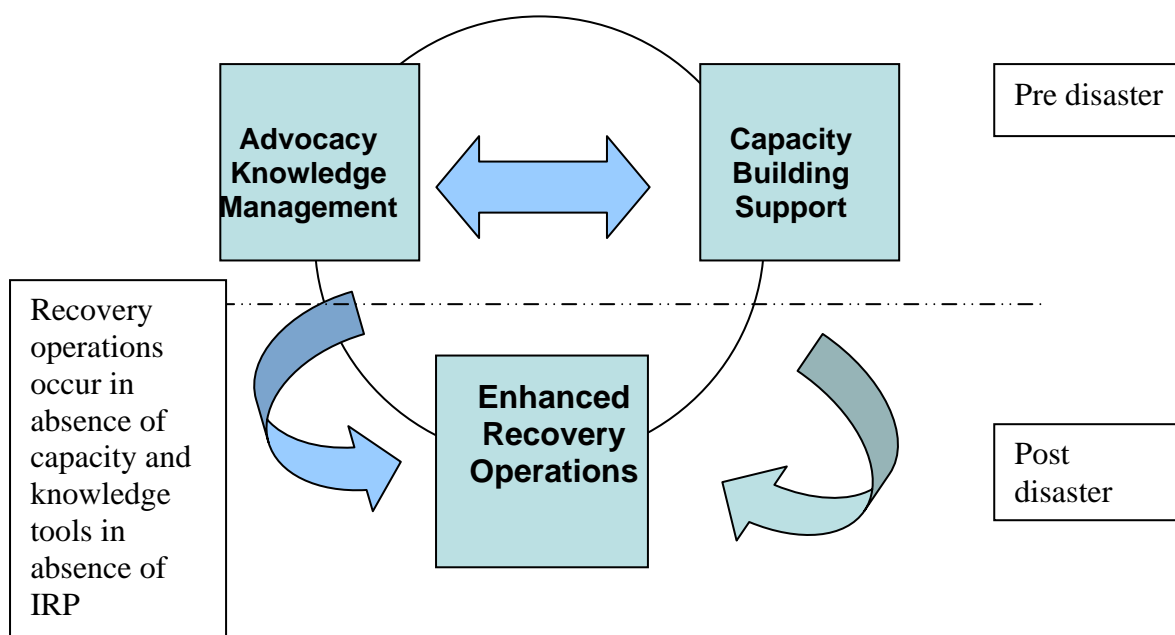 Advocacy
Knowledge
Management
Capacity
Building
Support
Pre disaster
Recovery
operations
occur in
absence of
capacity and
knowledge
tools in
absence of
IRP
Enhanced
Recovery
Operations
Post
disaster